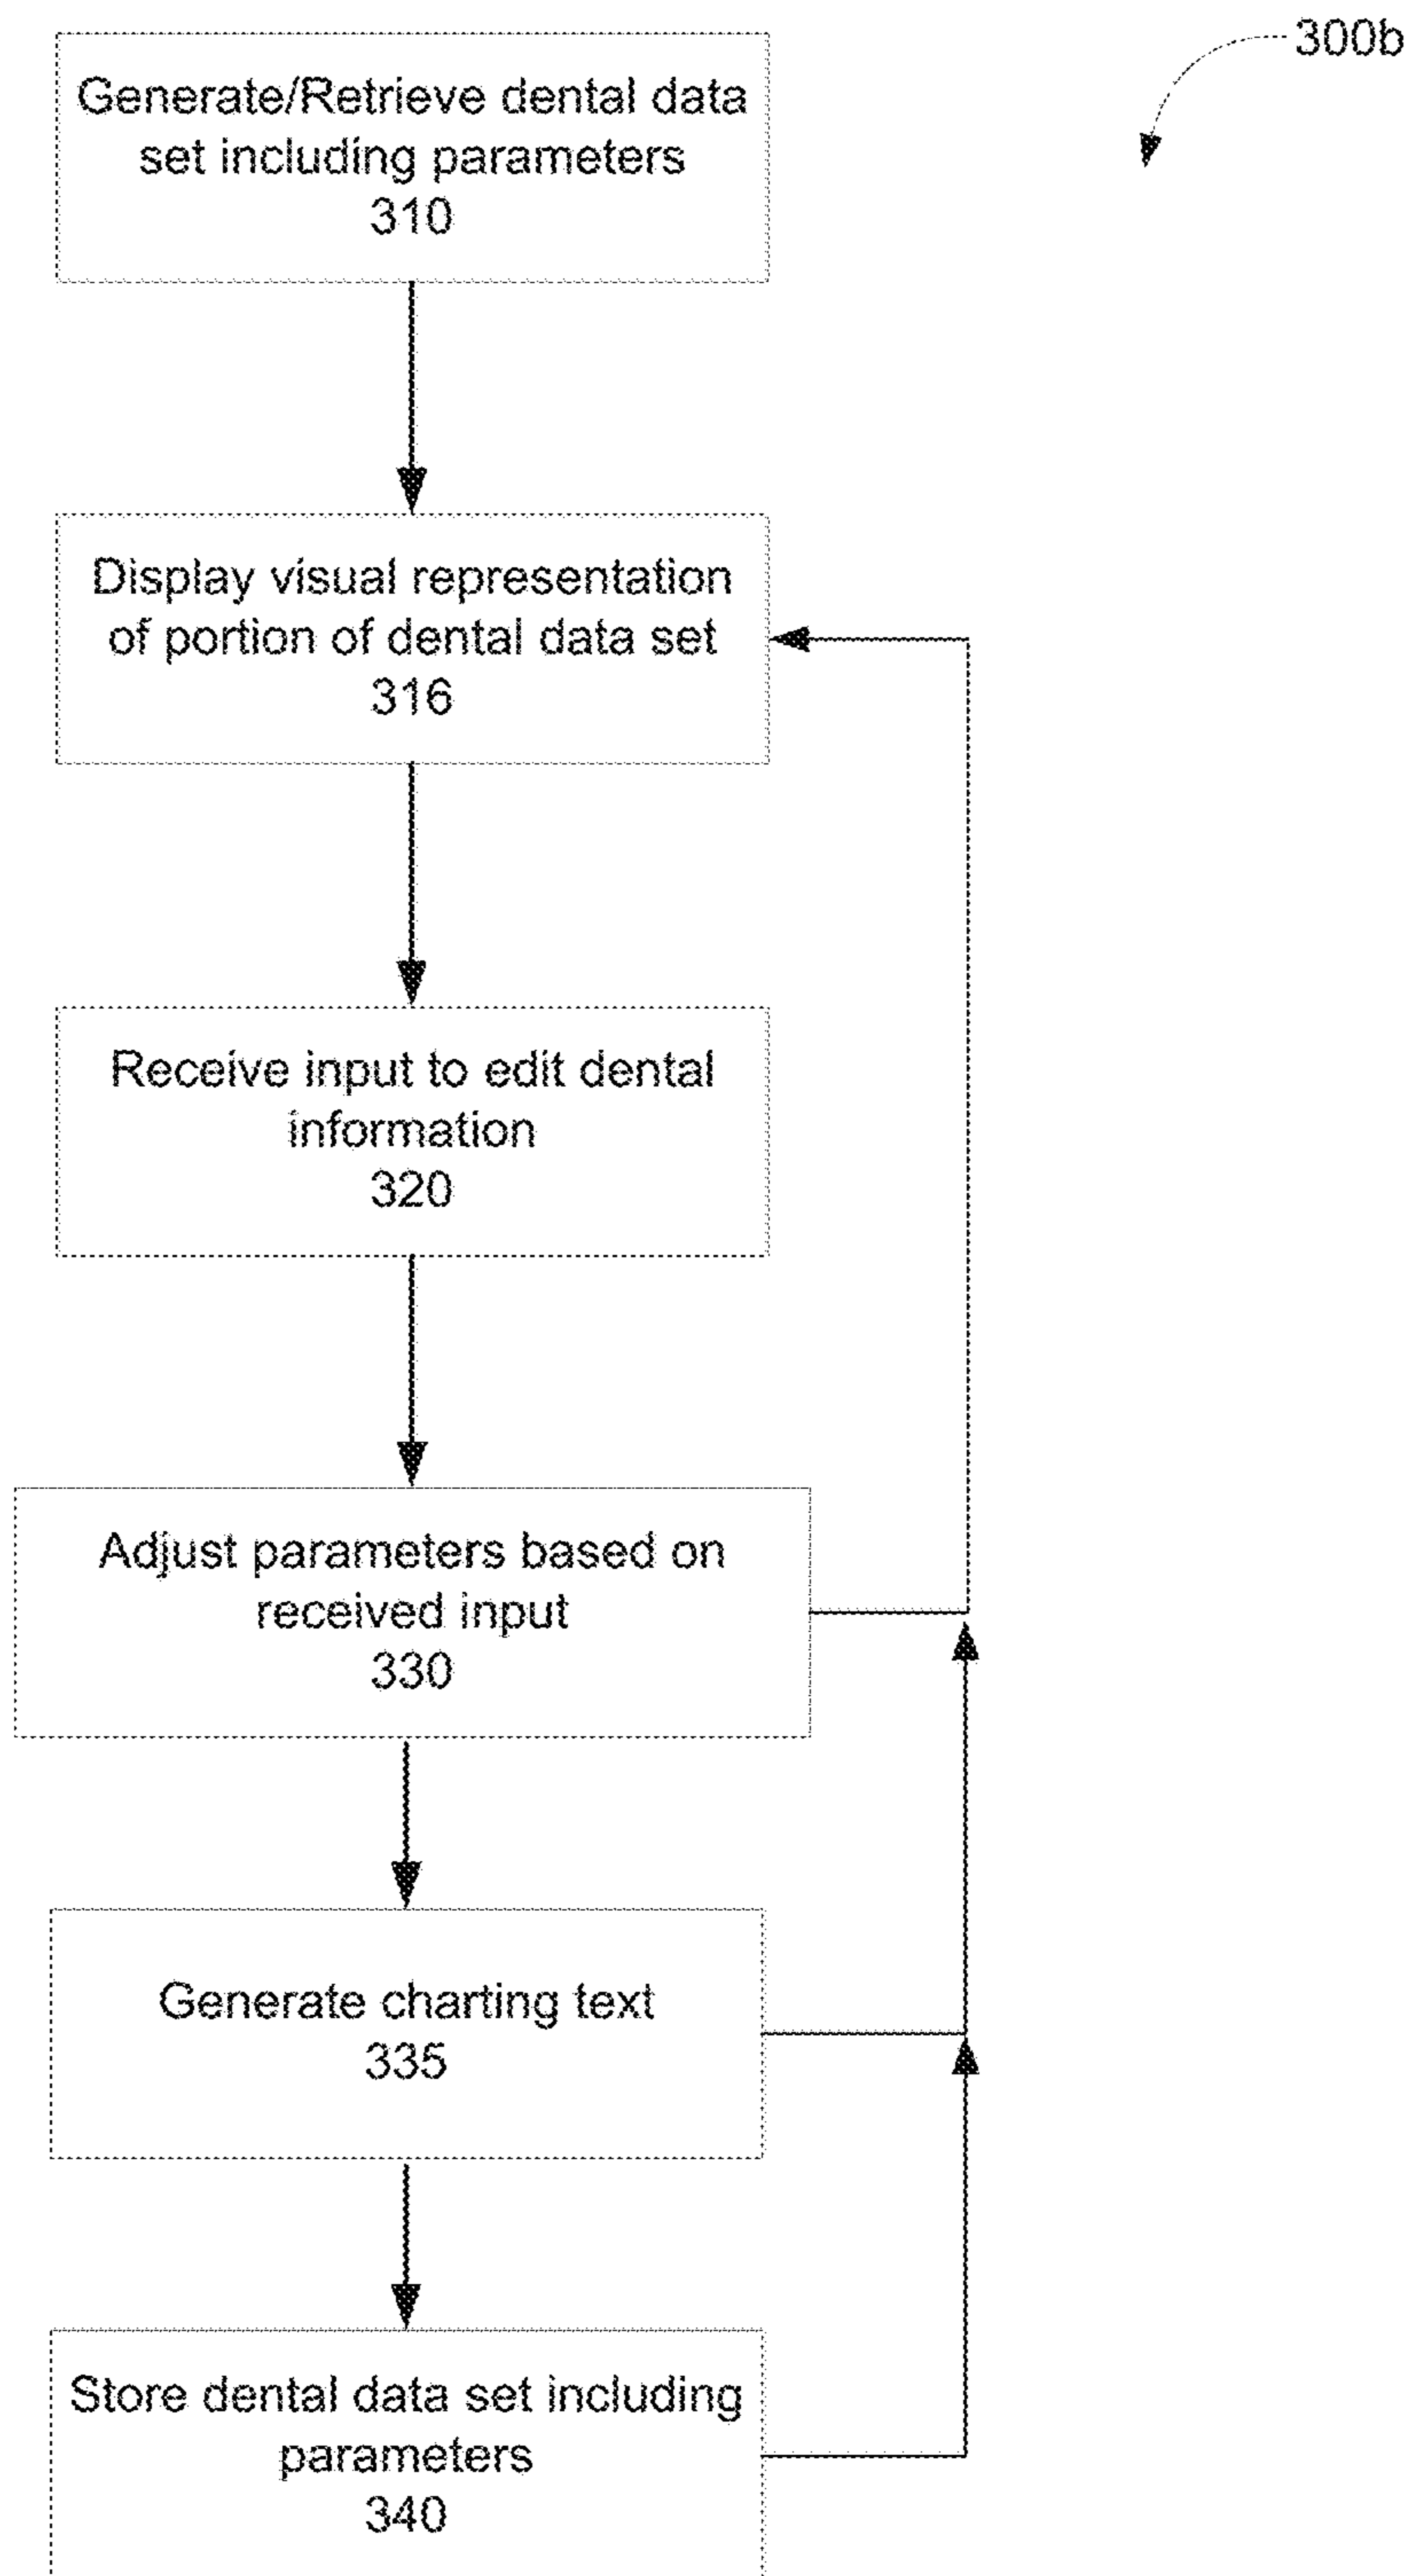 300b
Generate/Retrieve dental data
set including parameters
310
Display visual representation
of portion of dental data set
316
Receive input to edit dental
information
320
Adjust parameters based on
received input
330
Generate charting text
335
Store dental data set including
parameters
340